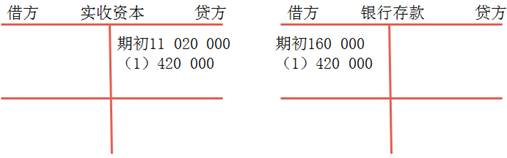 借方 实收资本 贷方
期初11 020 000
（1）420 000
借方 银行存款 贷方
期初160 000
（1）420 000